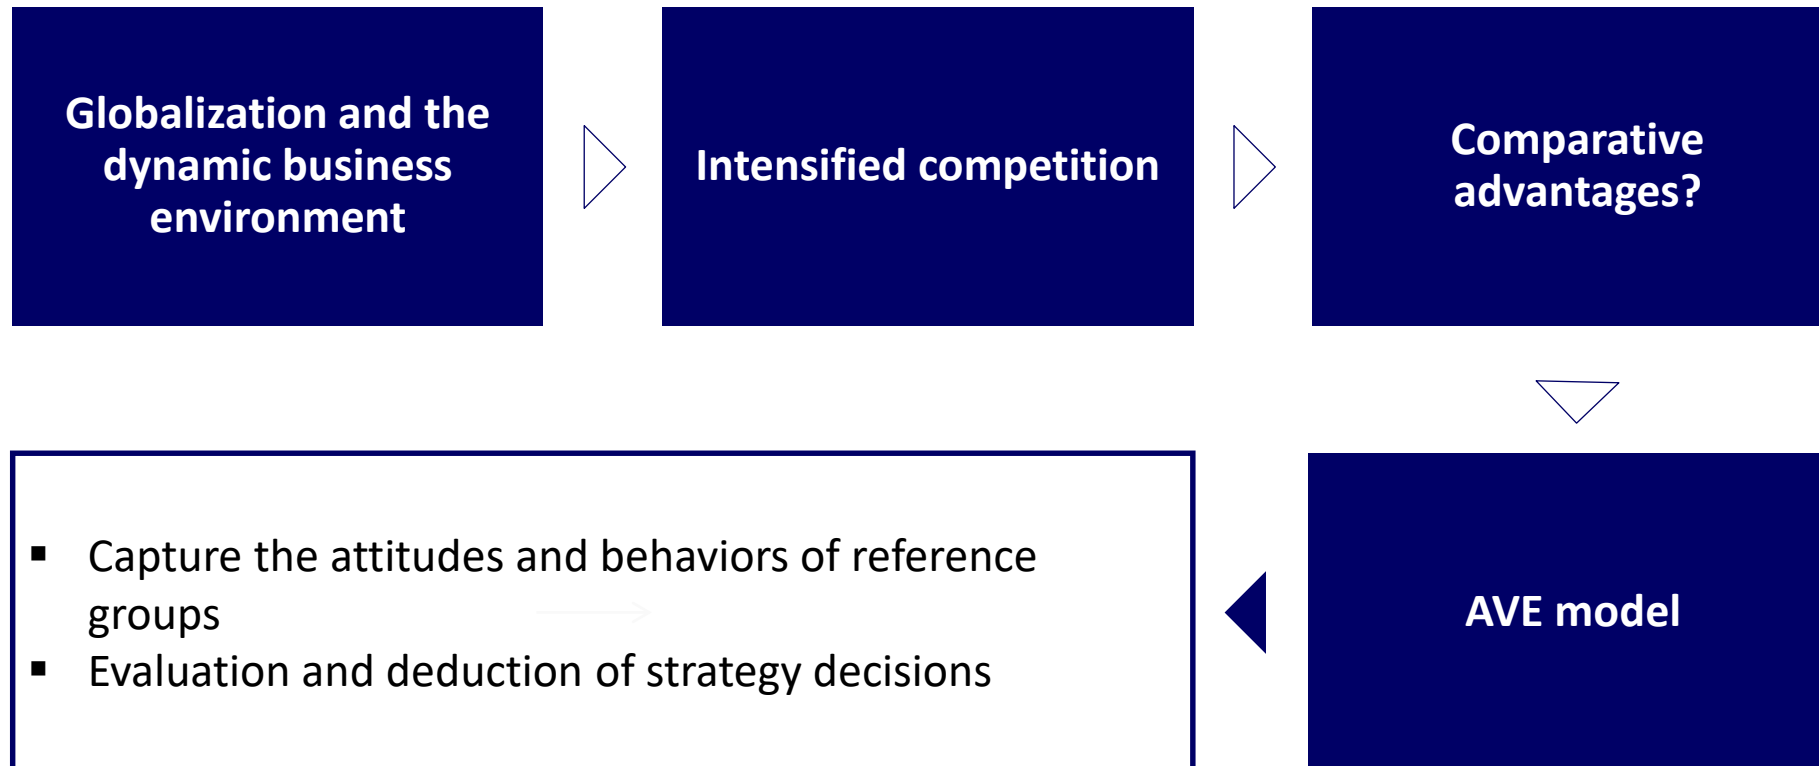 Globalization and the
dynamic business
environment
Intensified competition
Comparative
advantages?
▪ Capture the attitudes and behaviors of reference
groups
▪ Evaluation and deduction of strategy decisions
AVE model